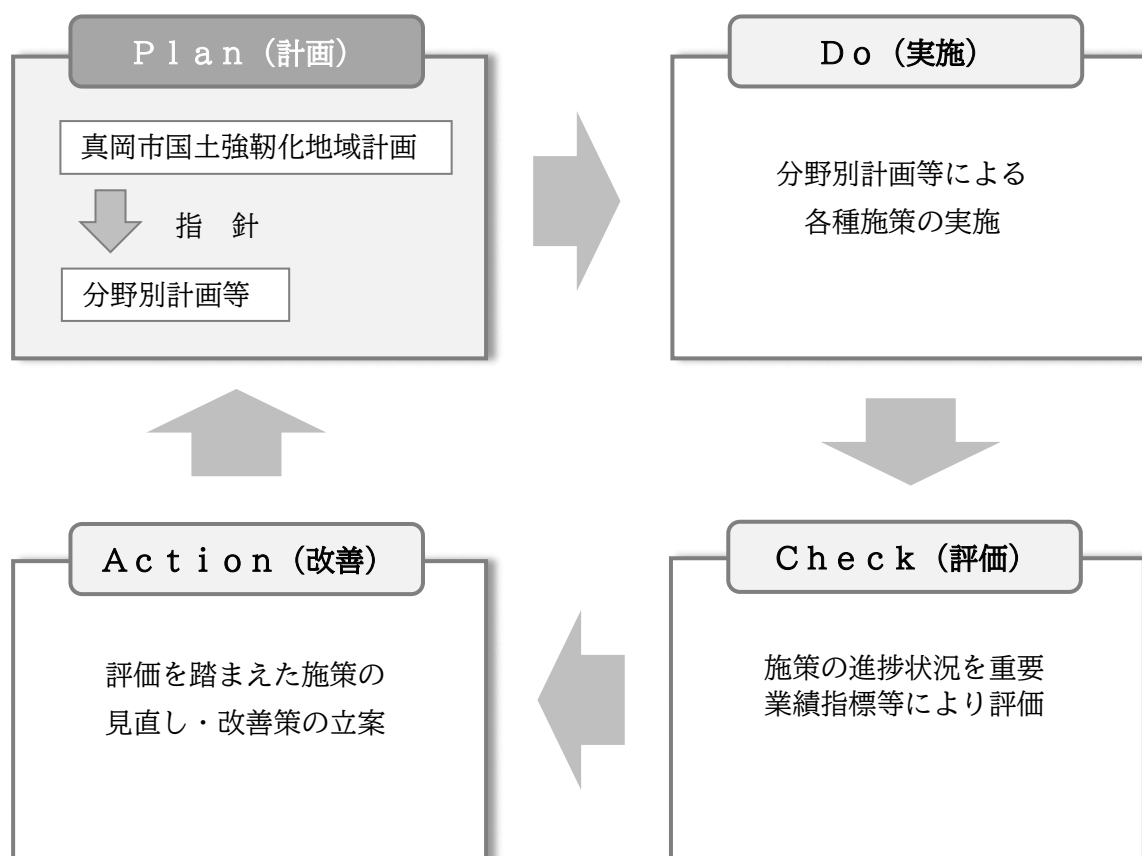 Ｐｌａｎ（計画）
真岡市国土強靭化地域計画
指　針
分野別計画等
Ｄｏ（実施）
分野別計画等による
各種施策の実施
Ａｃｔｉｏｎ（改善）
評価を踏まえた施策の
見直し・改善策の立案
Ｃｈｅｃｋ（評価）
施策の進捗状況を重要
業績指標等により評価